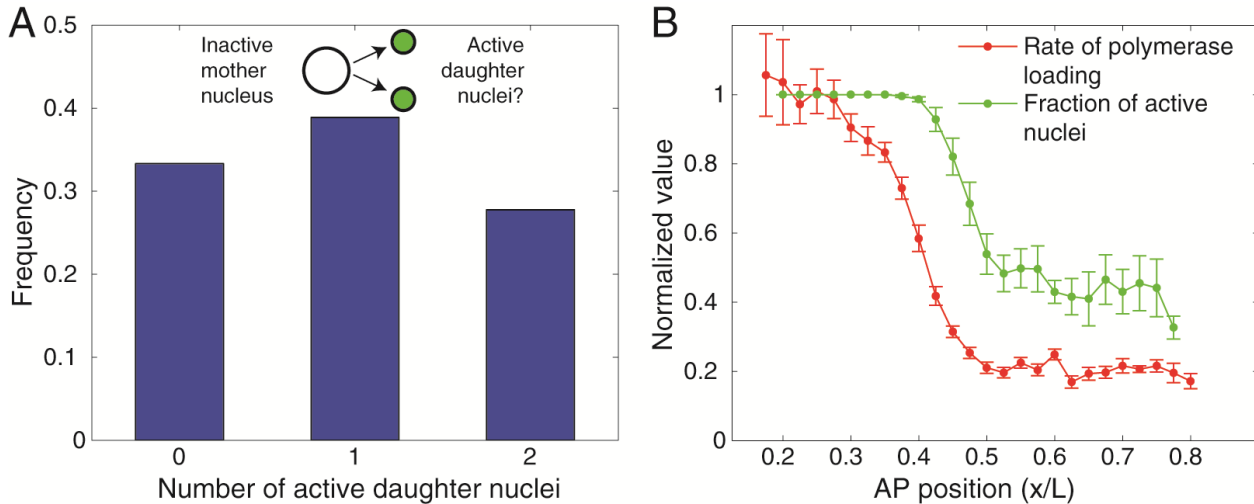 A
Inactive
mother
nucleus
Active
daughter
nuclei?
Frequency
0.5
0.4
0.3
0.2
0.1
0
0 1 2
Number of active daughter nuclei
B
Rate of polymerase
loading
Fraction of active
nuclei
Normalized value
1
0.8
0.6
0.4
0.2
0
0.2 0.3 0.4 0.5 0.6 0.7 0.8
AP position (x/L)